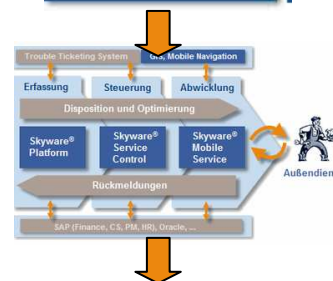 Trouble Ticketing System GIS, Mobile Navigation
Erfassung Steuerung Abwicklung
Disposition und Optimierung
Skyware® Platform
Skyware® Service Control
Skyware® Mobile Service
Außendien
Rückmeldungen
SAP (Finance, CS, PM, HR), Oracle, ...